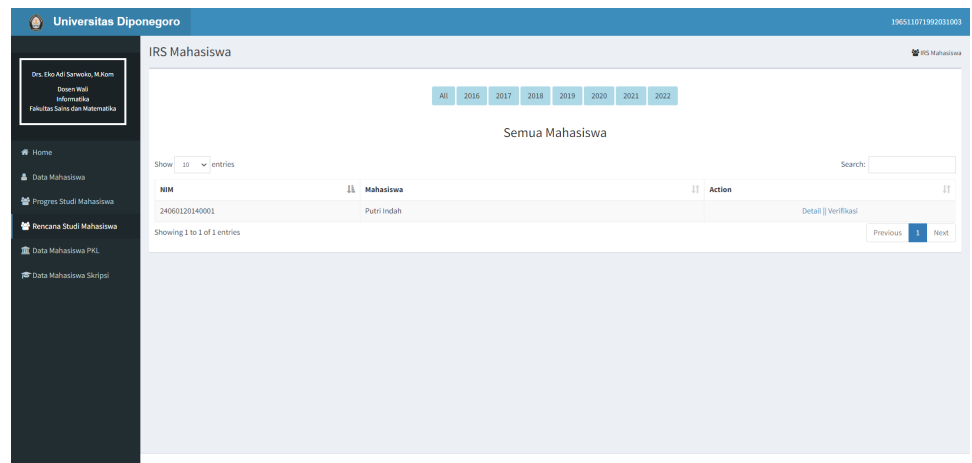 Universitas Diponegoro
196511071992031003
Drs. Eko Adi Sarwoko, M.Kom
Dosen Wali
Informatika
Fakultas Sains dan Matematika
Home
Data Mahasiswa
Progres Studi Mahasiswa
Rencana Studi Mahasiswa
Data Mahasiswa PKL
Data Mahasiswa Skripsi
IRS Mahasiswa
IRS Mahasiswa
All 2016 2017 2018 2019 2020 2021 2022
Semua Mahasiswa
Show 10 entries
Search:
NIM Mahasiswa Action
24060120140001 Putri Indah Detail || Verifikasi
Showing 1 to 1 of 1 entries
Previous 1 Next